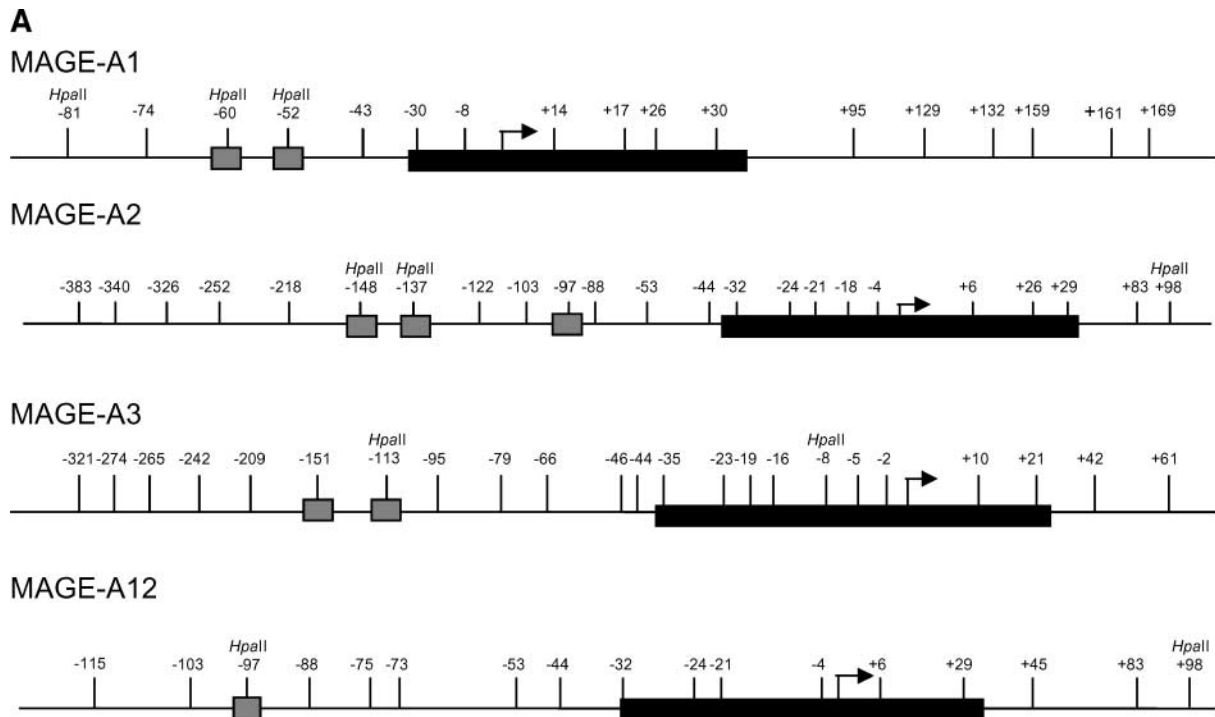 A
MAGE-A1
HpaII HpaII HpaII
-81 -74 -60 -52 -43 -30 -8 +14 +17 +26 +30 +95 +129 +132 +159 +161 +169
MAGE-A2
HpaII HpaII HpaII
-383 -340 -326 -252 -218 -148 -137 -122 -103 -97 -88 -53 -44 -32 -24 -21 -18 -4 +6 +26 +29 +83 +98
MAGE-A3
HpaII HpaII
-321 -274 -265 -242 -209 -151 -113 -95 -79 -66 -46 -44 -35 -23 -19 -16 -8 -5 -2 +10 +21 +42 +61
MAGE-A12
HpaII HpaII
-115 -103 -97 -88 -75 -73 -53 -44 -32 -24 -21 -4 +6 +29 +45 +83 +98